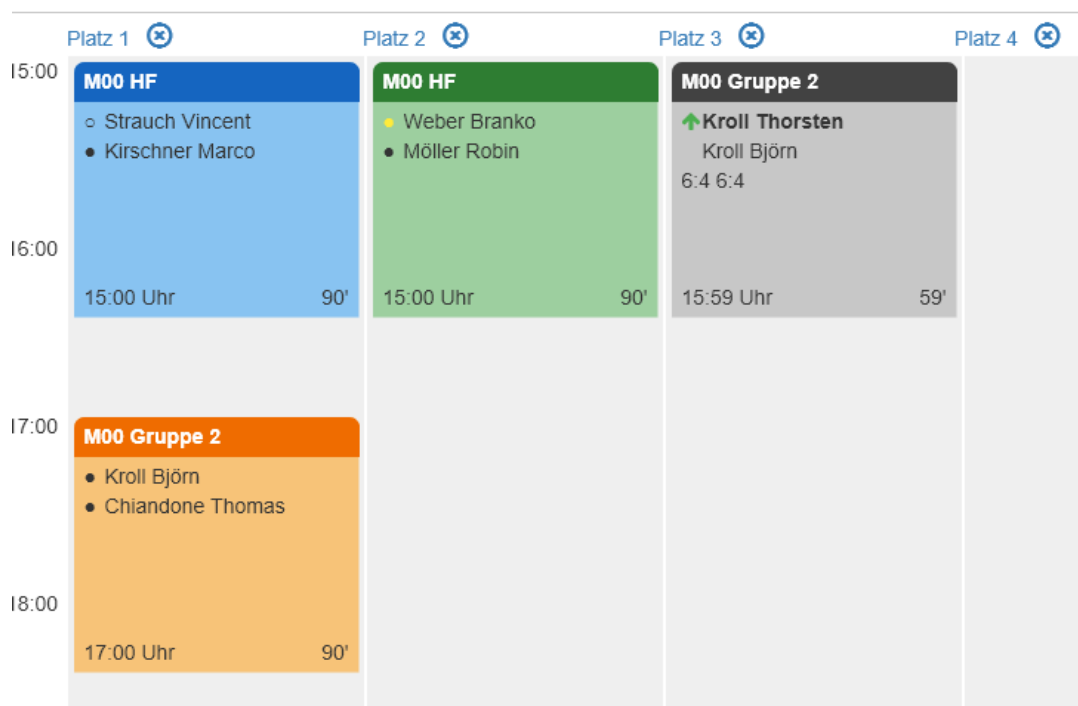 Platz 1
Platz 2
Platz 3
Platz 4
15:00
M00 HF
Strauch Vincent
Kirschner Marco
15:00 Uhr 90'
M00 HF
Weber Branko
Möller Robin
15:00 Uhr 90'
M00 Gruppe 2
Kroll Thorsten
Kroll Björn
6:4 6:4
15:59 Uhr 59'
16:00
17:00
M00 Gruppe 2
Kroll Björn
Chiandone Thomas
17:00 Uhr 90'
18:00